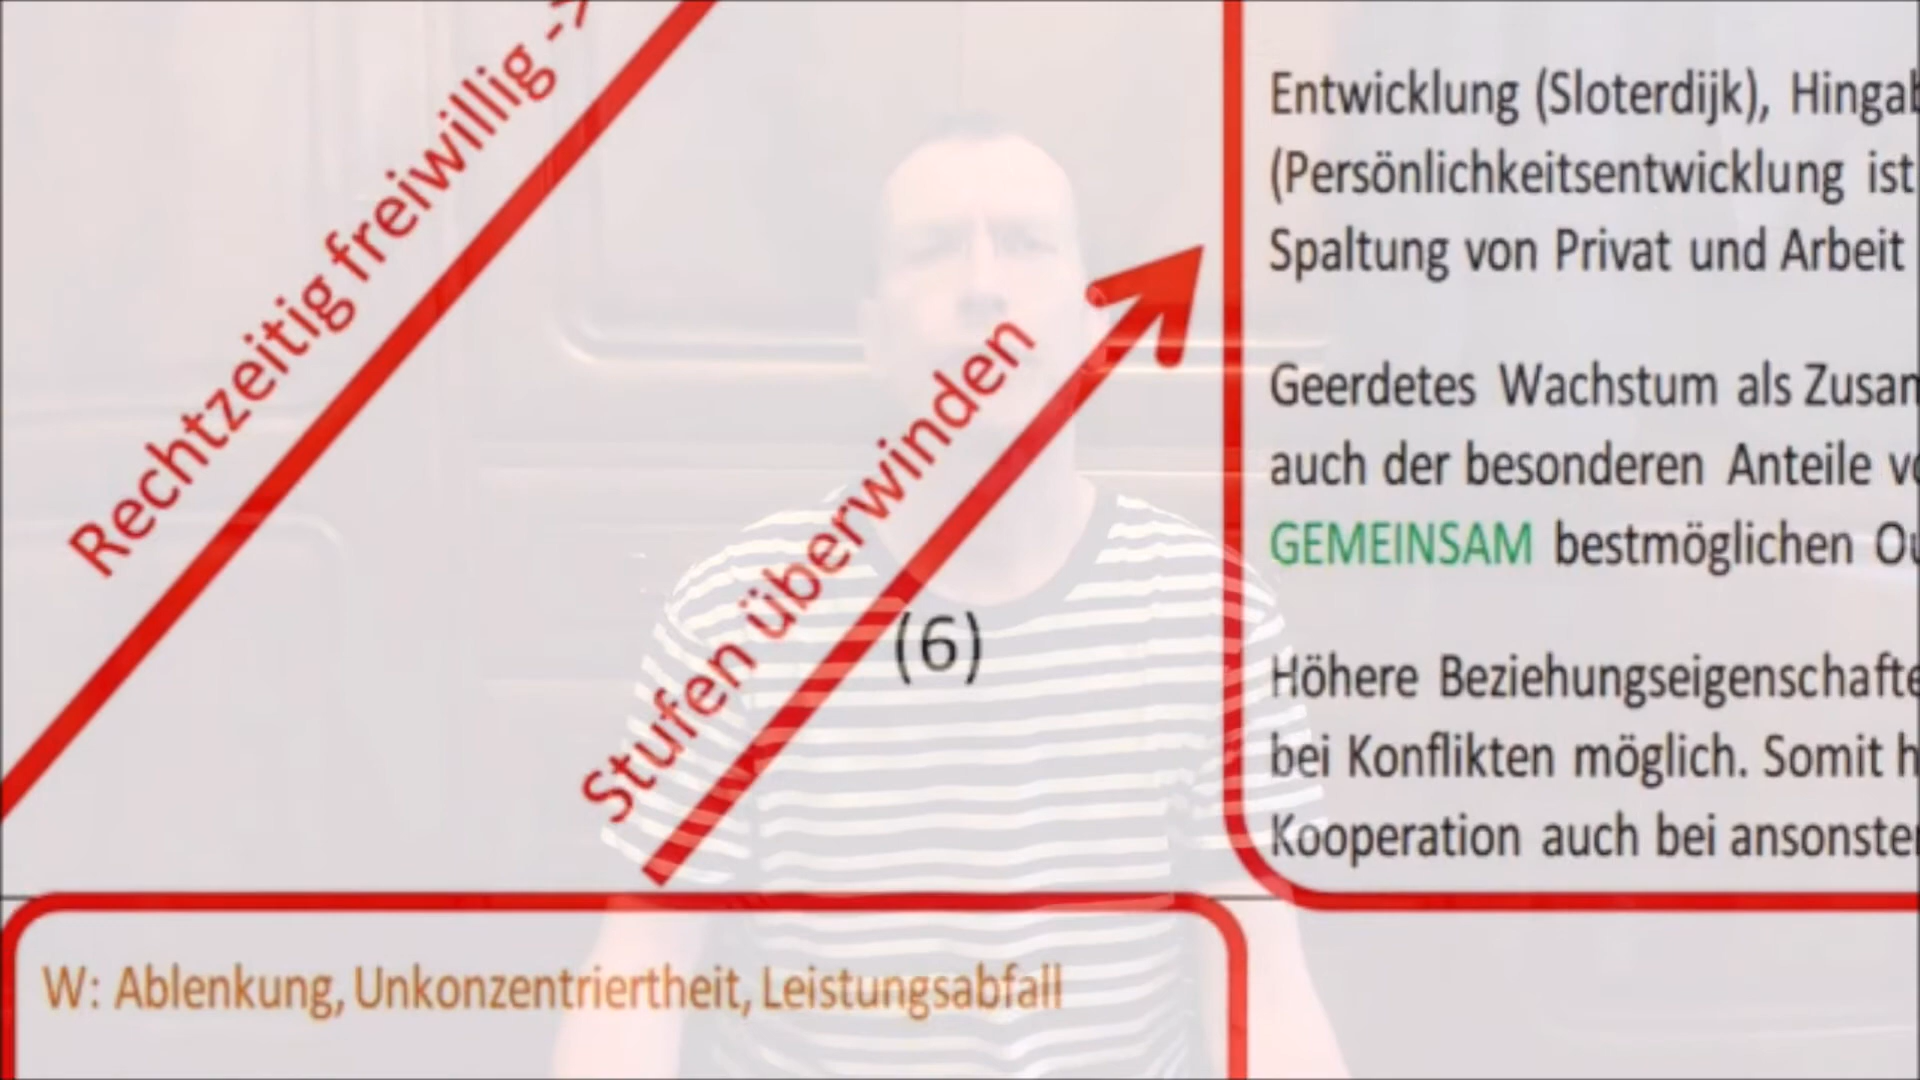 Rechtzeitig freiwillig ->
Stufen überwinden
(6)
Entwicklung (Sloterdijk),
(Persönlichkeitsentwicklung ist
Spaltung von Privat und Arbeit
Geerdetes Wachstum als
auch der besonderen Anteile
GEMEINSAM bestmöglichen
Höhere
bei Konflikten möglich. Somit
Kooperation auch bei
W: Ablenkung, Unkonzentriertheit, Leistungsabfall